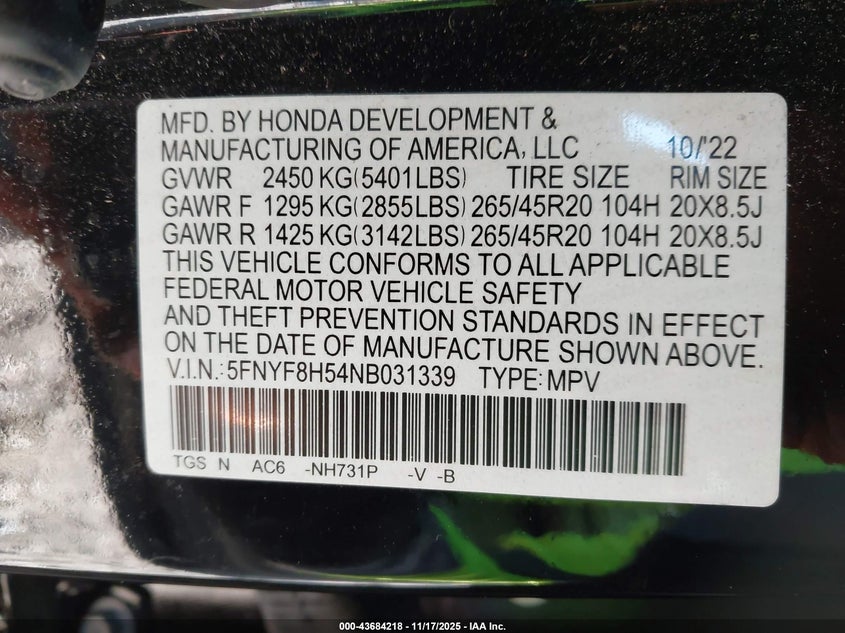 MFD. BY HONDA DEVELOPMENT &
MANUFACTURING OF AMERICA, LLC 10/'22
GVWR 2450 KG(5401LBS) TIRE SIZE RIM SIZE
GAWR F 1295 KG(2855LBS) 265/45R20 104H 20X8.5J
GAWR R 1425 KG(3142LBS) 265/45R20 104H 20X8.5J
THIS VEHICLE CONFORMS TO ALL APPLICABLE
FEDERAL MOTOR VEHICLE SAFETY
AND THEFT PREVENTION STANDARDS IN EFFECT
ON THE DATE OF MANUFACTURE SHOWN ABOVE.
V.I.N.:5FNYF8H54NB031339 TYPE:MPV
TGS N AC6 -NH731P -V -B
000-43684218 - 11/17/2025 - IAA Inc.